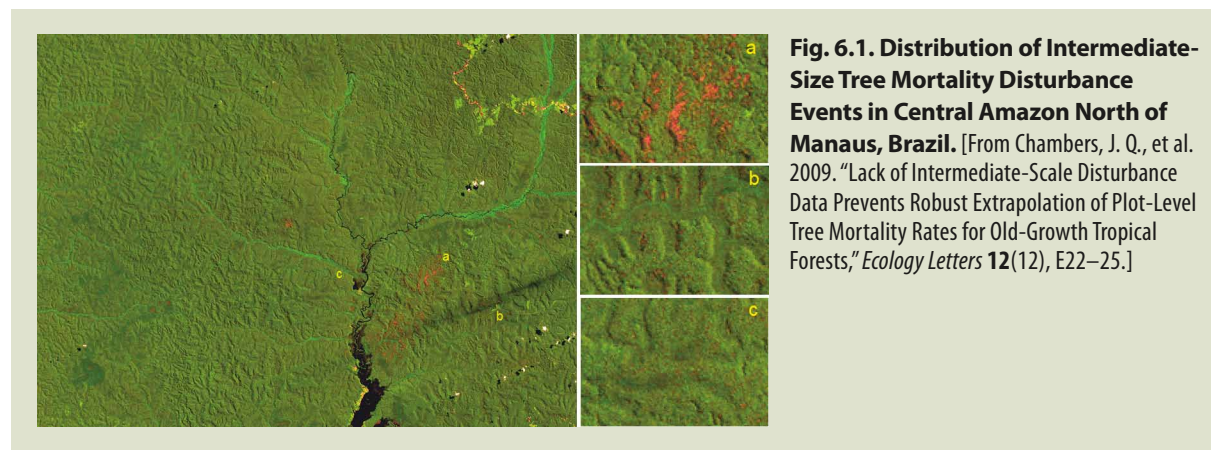 a
b
c
c
a
b
Fig. 6.1. Distribution of Intermediate-
Size Tree Mortality Disturbance
Events in Central Amazon North of
Manaus, Brazil. [From Chambers, J. Q., et al.
2009. “Lack of Intermediate-Scale Disturbance
Data Prevents Robust Extrapolation of Plot-Level
Tree Mortality Rates for Old-Growth Tropical
Forests,” Ecology Letters 12(12), E22–25.]